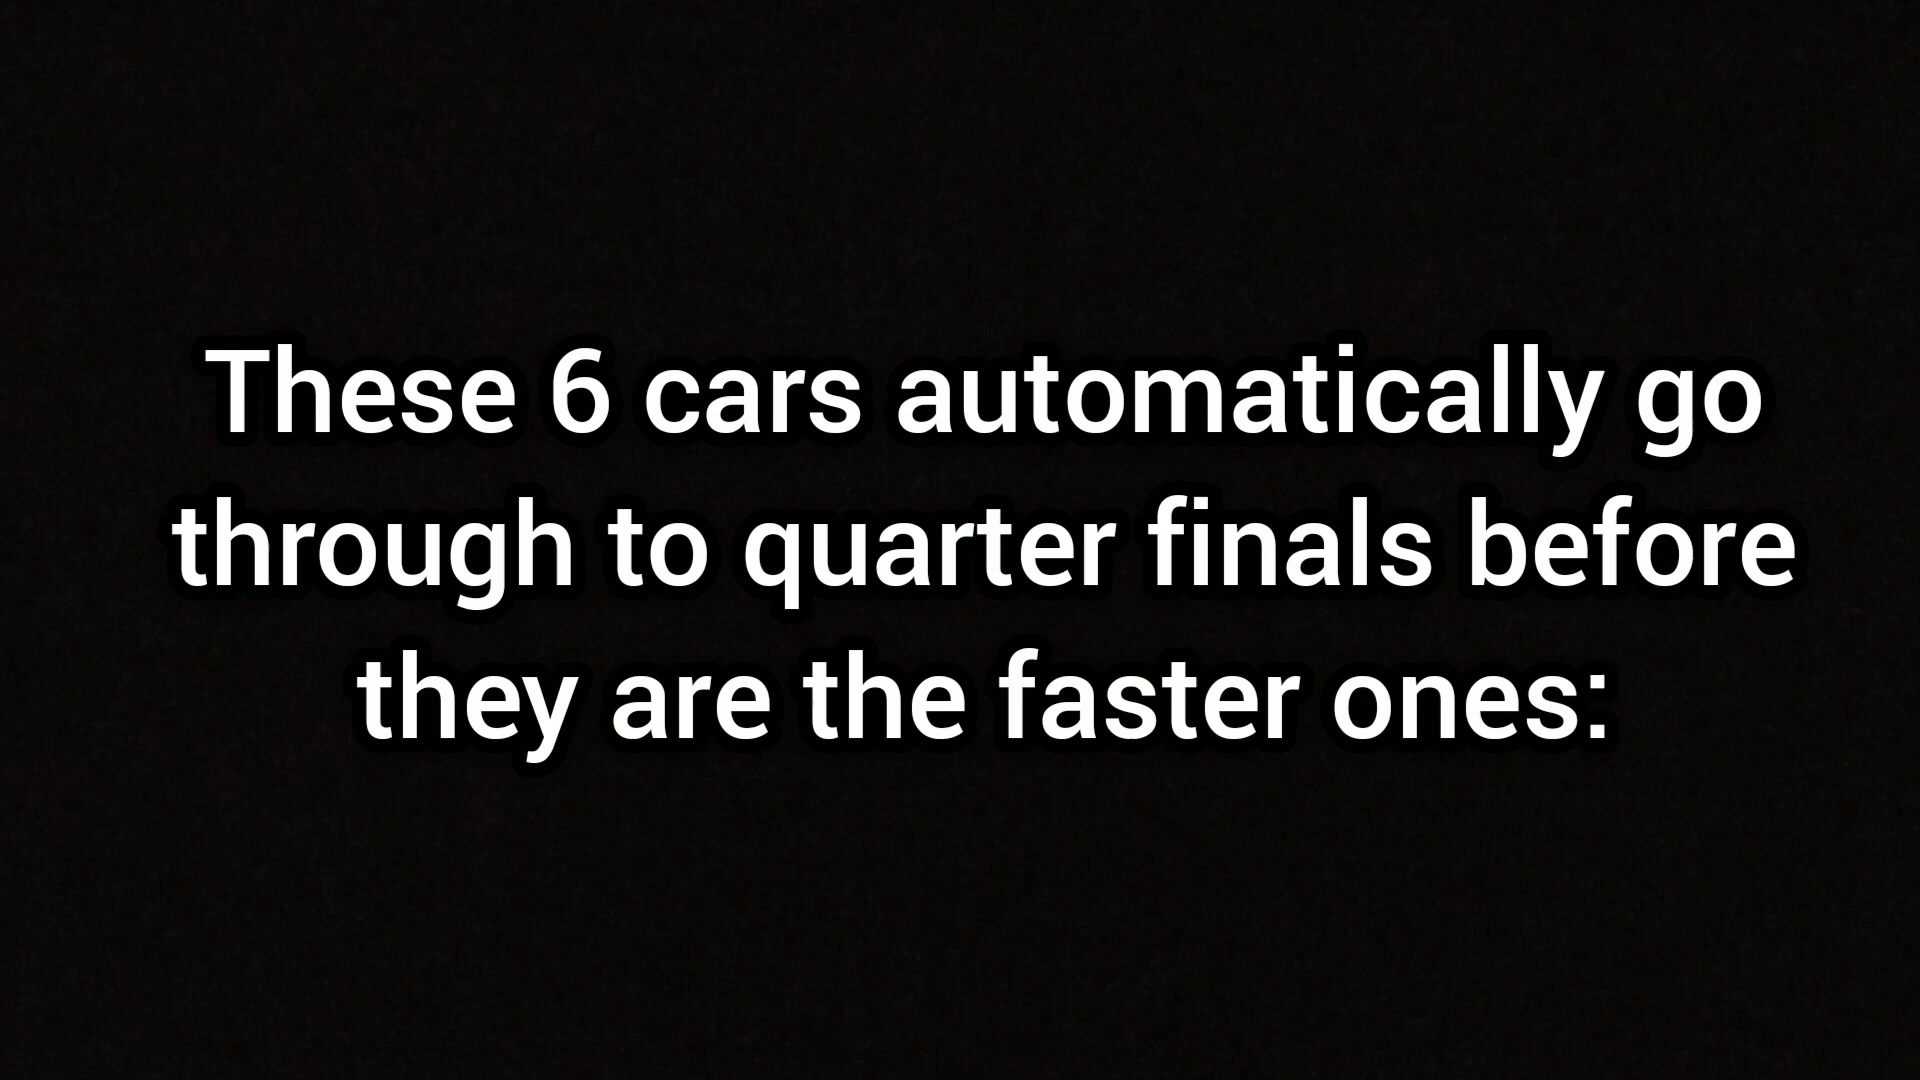 These 6 cars automatically go
through to quarter finals before
they are the faster ones: